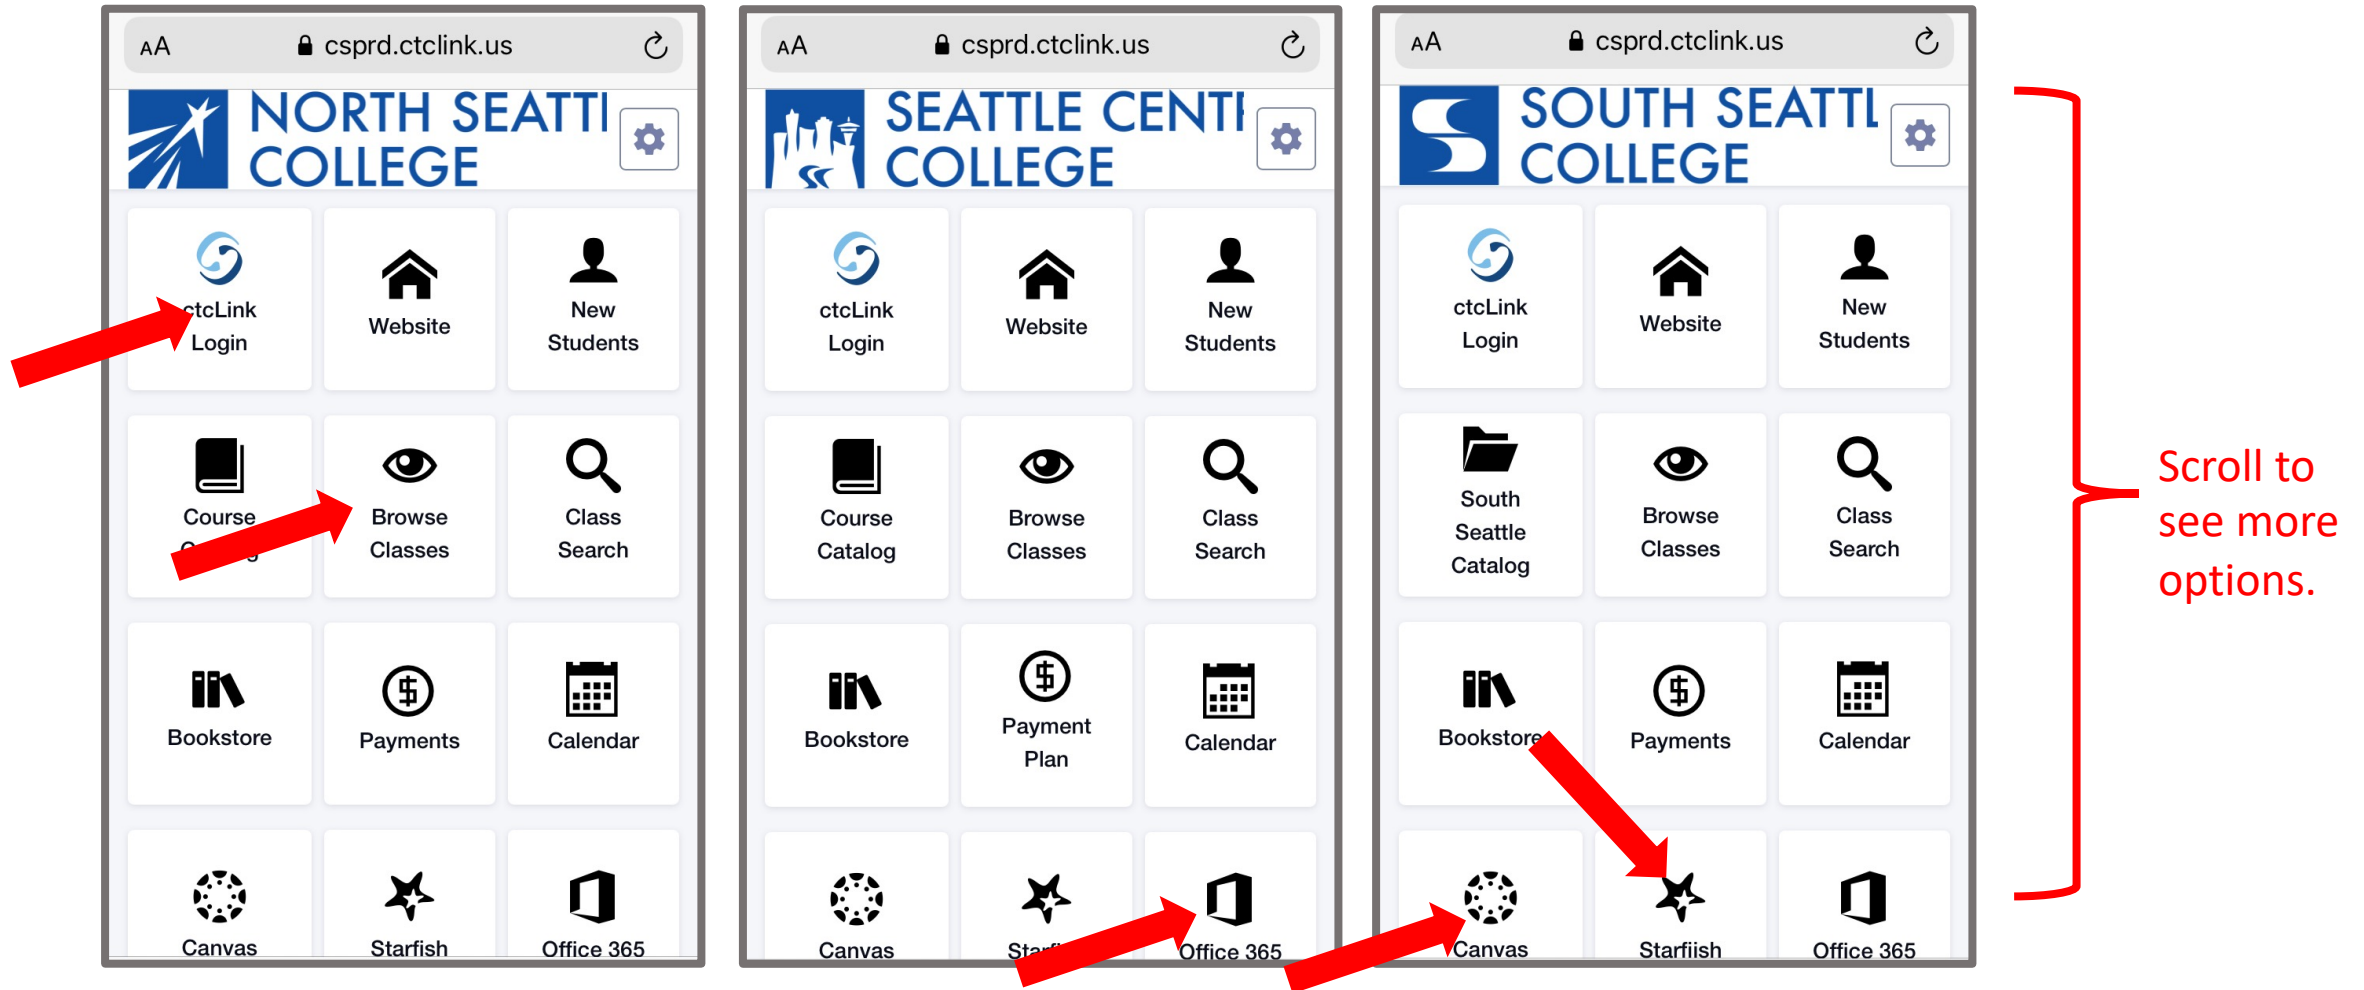 AA csprd.ctclink.us
NORTH SEATTL
COLLEGE
ctcLink
Login
Website
New
Students
Course
Browse
Classes
Class
Search
Bookstore
Payments
Calendar
Canvas
Starfish
Office 365
AA csprd.ctclink.us
SEATTLE CENT
COLLEGE
ctcLink
Login
Website
New
Students
Course
Catalog
Browse
Classes
Class
Search
Bookstore
Payment
Plan
Calendar
Canvas
Office 365
AA csprd.ctclink.us
SOUTH SEATTL
COLLEGE
ctcLink
Login
Website
New
Students
South
Seattle
Catalog
Browse
Classes
Class
Search
Bookstore
Payments
Calendar
Canvas
Starfiish
Office 365
Scroll to
see more
options.